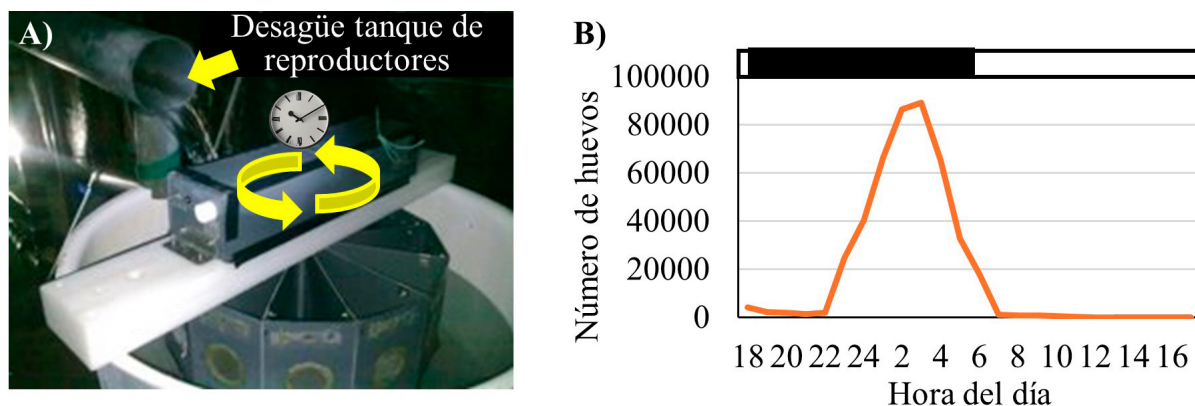 A)
Desagüe tanque de
reproductores
B)
100000
80000
60000
40000
20000
0
Número de huevos
18 20 22 24 2 4 6 8 10 12 14 16
Hora del día